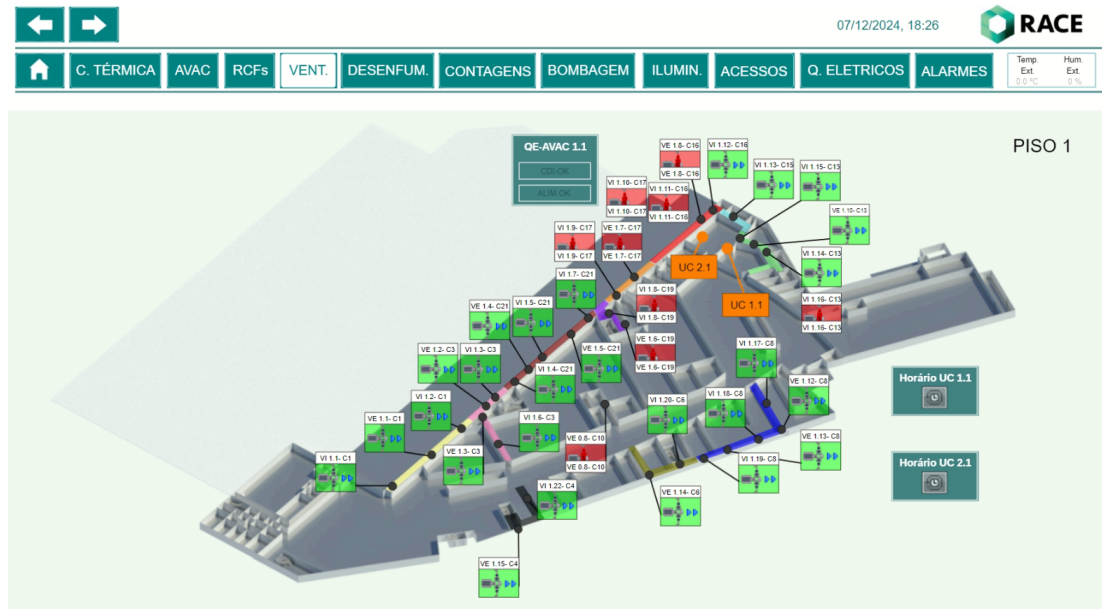 07/12/2024, 18:26
RACE
C. TÉRMICA
AVAC
RCFs
VENT.
DESENFUM.
CONTAGENS
BOMBAGEM
ILUMIN.
ACESSOS
Q. ELETRICOS
ALARMES
Temp. Ext.
0.0 ºC
Hum. Ext.
0 %
PISO 1
QE-AVAC 1.1
CDI-OK
ALIM OK
VE 1.8- C16
VE 1.8- C16
VI 1.12- C16
VI 1.13- C15
VI 1.15- C13
VI 1.10- C17
VI 1.10- C17
VI 1.11- C16
VI 1.11- C16
VE 1.10- C13
VI 1.9- C17
VI 1.9- C17
VE 1.7- C17
VE 1.7- C17
VI 1.14- C13
UC 2.1
UC 1.1
VI 1.7- C21
VI 1.8- C19
VI 1.8- C19
VI 1.16- C13
VI 1.16- C13
VE 1.4- C21
VI 1.5- C21
VE 1.6- C19
VE 1.6- C19
VE 1.2- C3
VI 1.3- C3
VE 1.5- C21
VI 1.17- C8
VI 1.4- C21
VE 1.12- C8
Horário UC 1.1
VI 1.2- C1
VI 1.18- C8
VI 1.20- C6
VE 1.1- C1
VI 1.6- C3
VE 0.8- C10
VE 0.8- C10
VE 1.13- C8
VE 1.3- C3
VI 1.1- C1
VI 1.19- C8
Horário UC 2.1
VI 1.22- C4
VE 1.14- C6
VE 1.15- C4